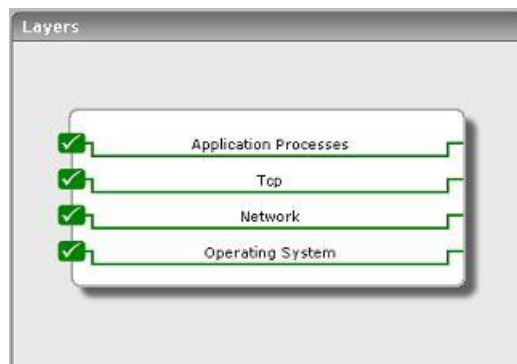 Layers
Application Processes
Tcp
Network
Operating System